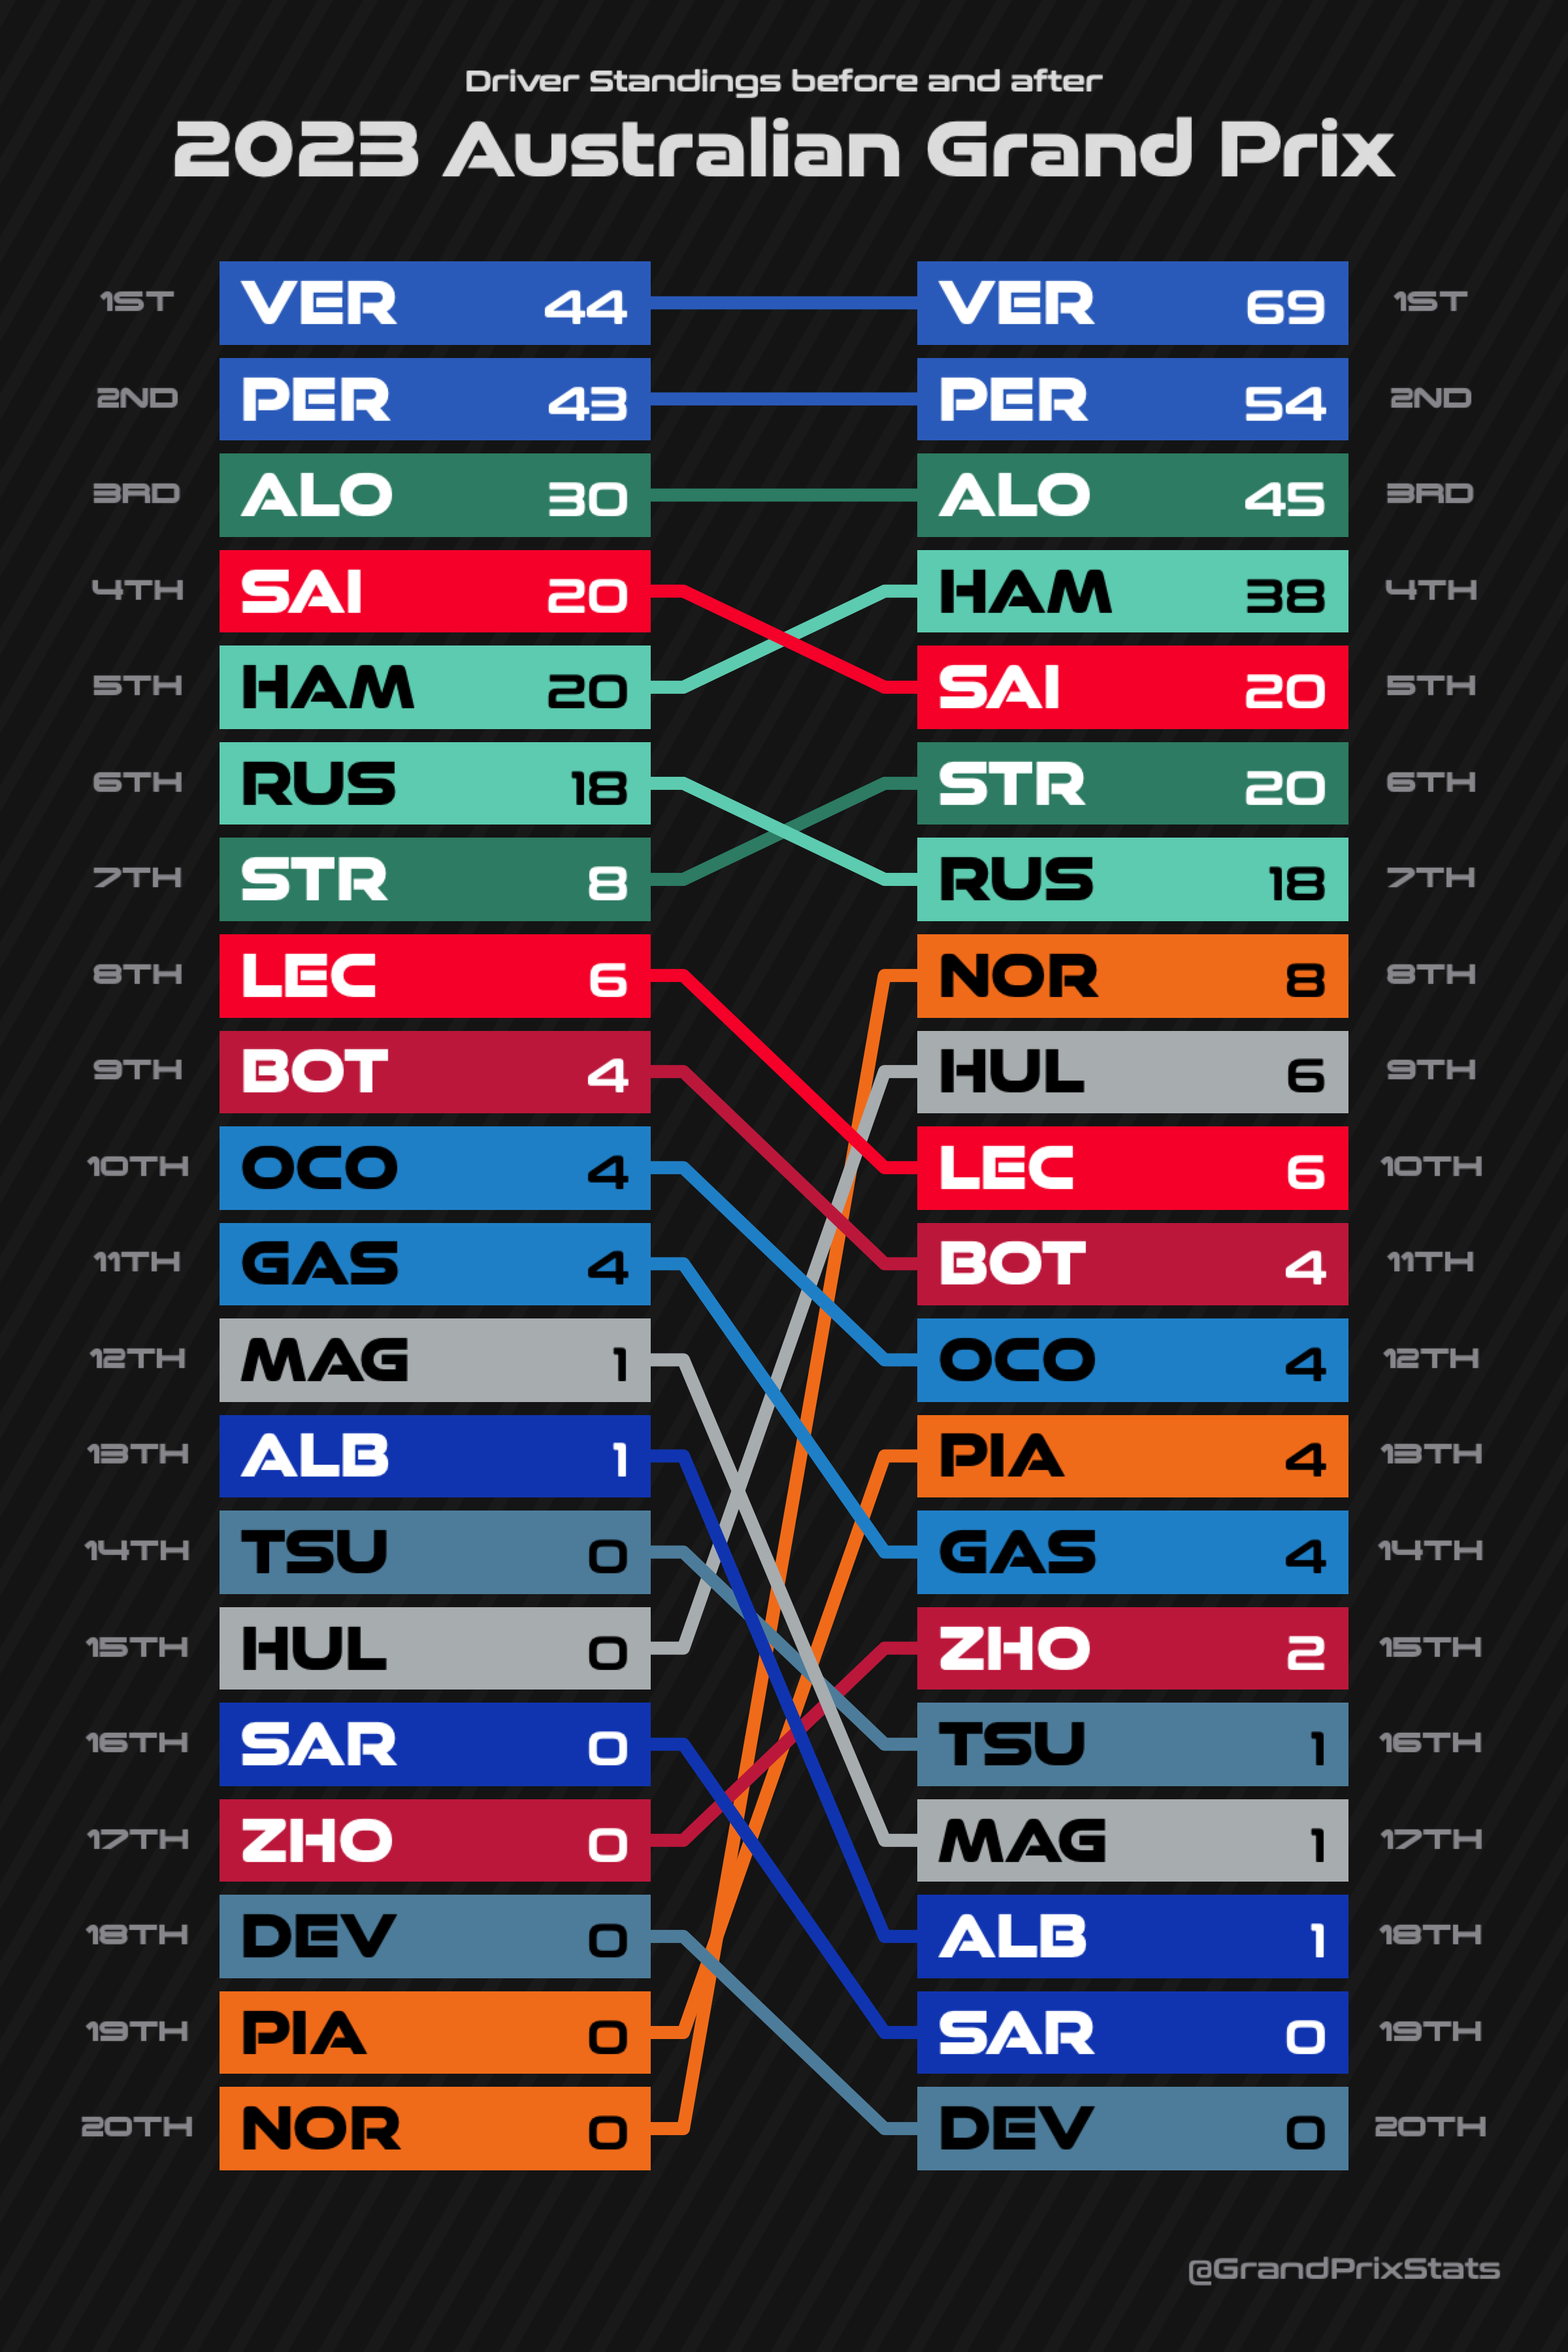 Driver Standings before and after
2023 Australian Grand Prix
1ST VER 44 VER 69 1ST
2ND PER 43 PER 54 2ND
3RD ALO 30 ALO 45 3RD
4TH SAI 20 HAM 38 4TH
5TH HAM 20 SAI 20 5TH
6TH RUS 18 STR 20 6TH
7TH STR 8 RUS 18 7TH
8TH LEC 6 NOR 8 8TH
9TH BOT 4 HUL 6 9TH
10TH OCO 4 LEC 6 10TH
11TH GAS 4 BOT 4 11TH
12TH MAG 1 OCO 4 12TH
13TH ALB 1 PIA 4 13TH
14TH TSU 0 GAS 4 14TH
15TH HUL 0 ZHO 2 15TH
16TH SAR 0 TSU 1 16TH
17TH ZHO 0 MAG 1 17TH
18TH DEV 0 ALB 1 18TH
19TH PIA 0 SAR 0 19TH
20TH NOR 0 DEV 0 20TH
@GrandPrixStats